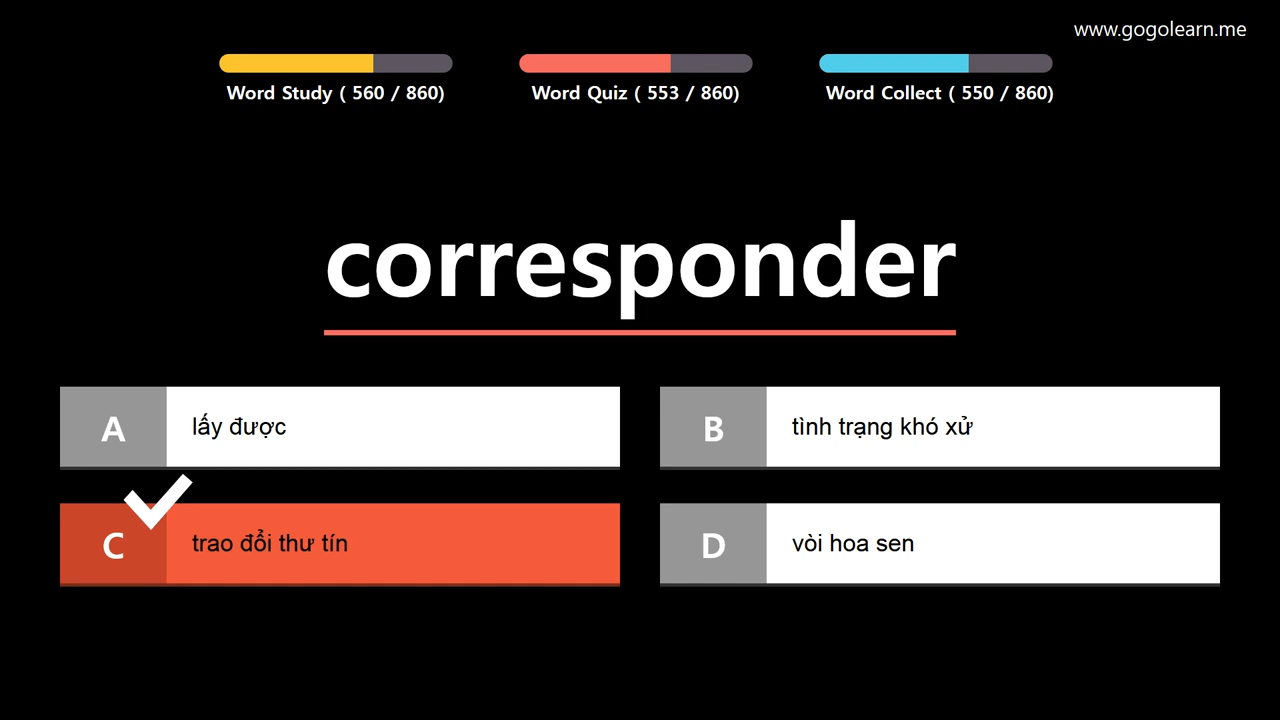 www.gogolearn.me
Word Study ( 560 / 860)
Word Quiz ( 553 / 860)
Word Collect ( 550 / 860)
corresponder
A lấy được
B tình trạng khó xử
C trao đổi thư tín
D vòi hoa sen